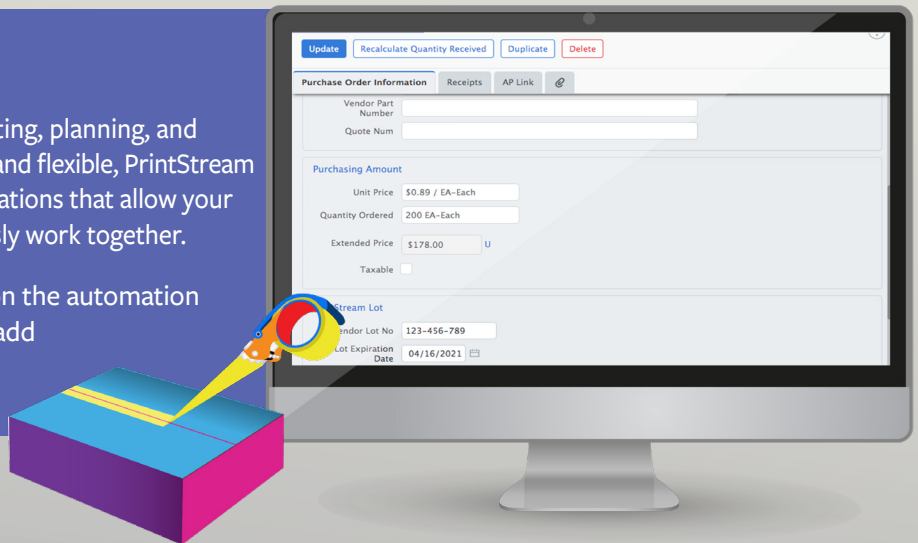 ting, planning, and
and flexible, PrintStream
ations that allow your
sly work together.
on the automation
add
Update Recalculate Quantity Received Duplicate Delete
Purchase Order Information Receipts AP Link
Vendor Part
Number
Quote Num
Purchasing Amount
Unit Price $0.89 / EA-Each
Quantity Ordered 200 EA-Each
Extended Price $178.00 U
Taxable
Stream Lot
endor Lot No 123-456-789
Lot Expiration
Date 04/16/2021